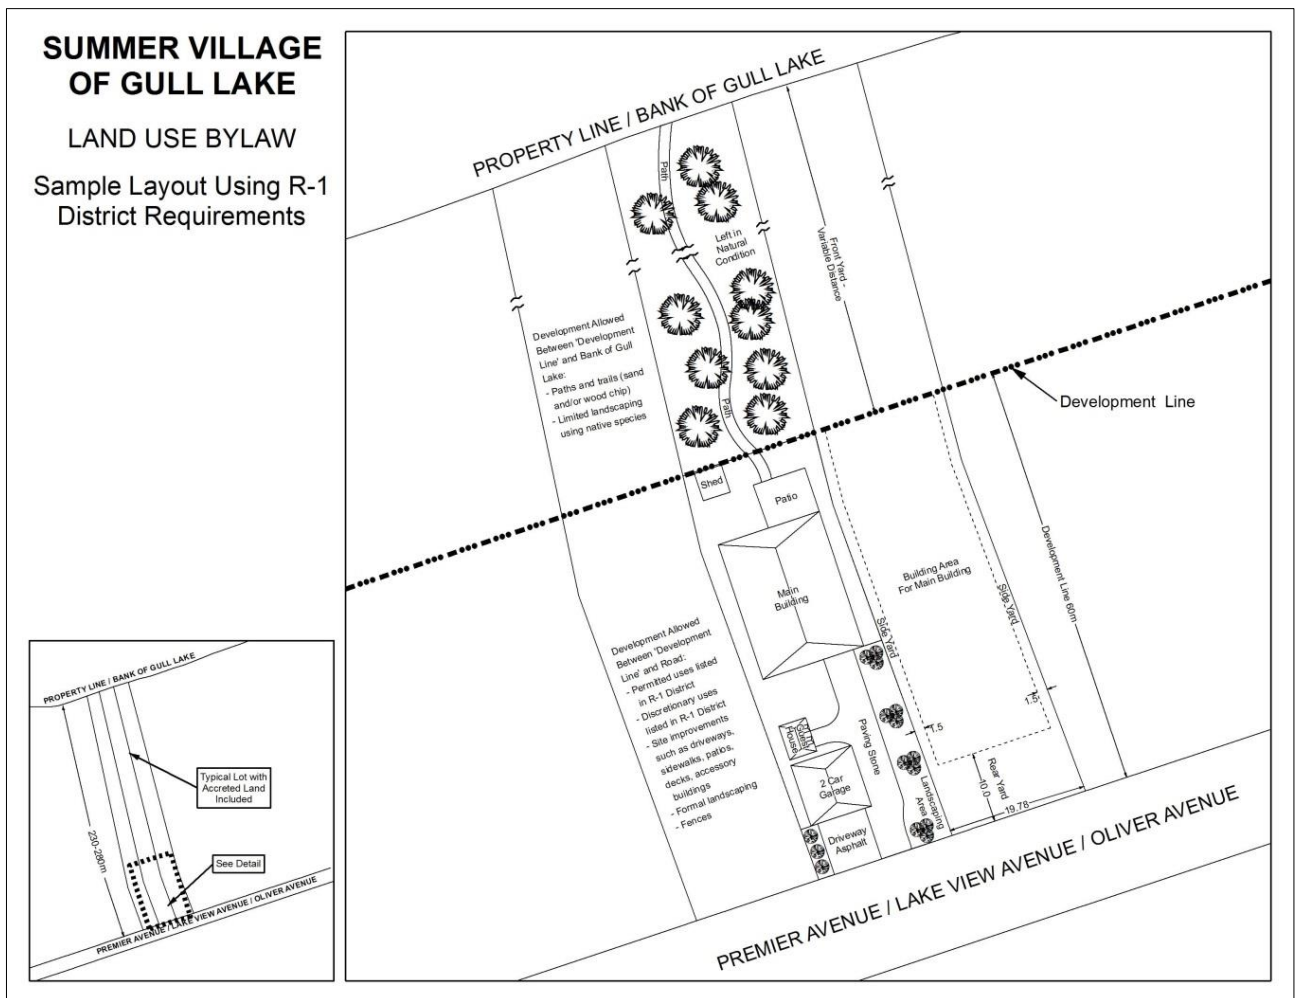 SUMMER VILLAGE
OF GULL LAKE
LAND USE BYLAW
Sample Layout Using R-1
District Requirements
PROPERTY LINE / BANK OF GULL LAKE
Path
Left in
Natural
Condition
Front Yard -
Variable Distance
Development Allowed
Between 'Development
Line' and Bank of Gull
Lake:
- Paths and trails (sand
and/or wood chip)
- Limited landscaping
using native species
Path
Development Line
Shed
Patio
Main
Building
Building Area
For Main Building
Development Line 60m
Side Yard
Side Yard
Development Allowed
Between 'Development
Line' and Road:
- Permitted uses listed
in R-1 District
- Discretionary uses
listed in R-1 District
- Site improvements
such as driveways,
sidewalks, patios,
decks, accessory
buildings
- Formal landscaping
- Fences
1.5
1.5
Guest
House
2 Car
Garage
Paving Stone
Landscaping
Area
Rear Yard
10.0
19.78
Driveway
Asphalt
PREMIER AVENUE / LAKE VIEW AVENUE / OLIVER AVENUE
PROPERTY LINE / BANK OF GULL LAKE
Typical Lot with
Accreted Land
Included
230-280m
See Detail
PREMIER AVENUE / LAKE VIEW AVENUE / OLIVER AVENUE